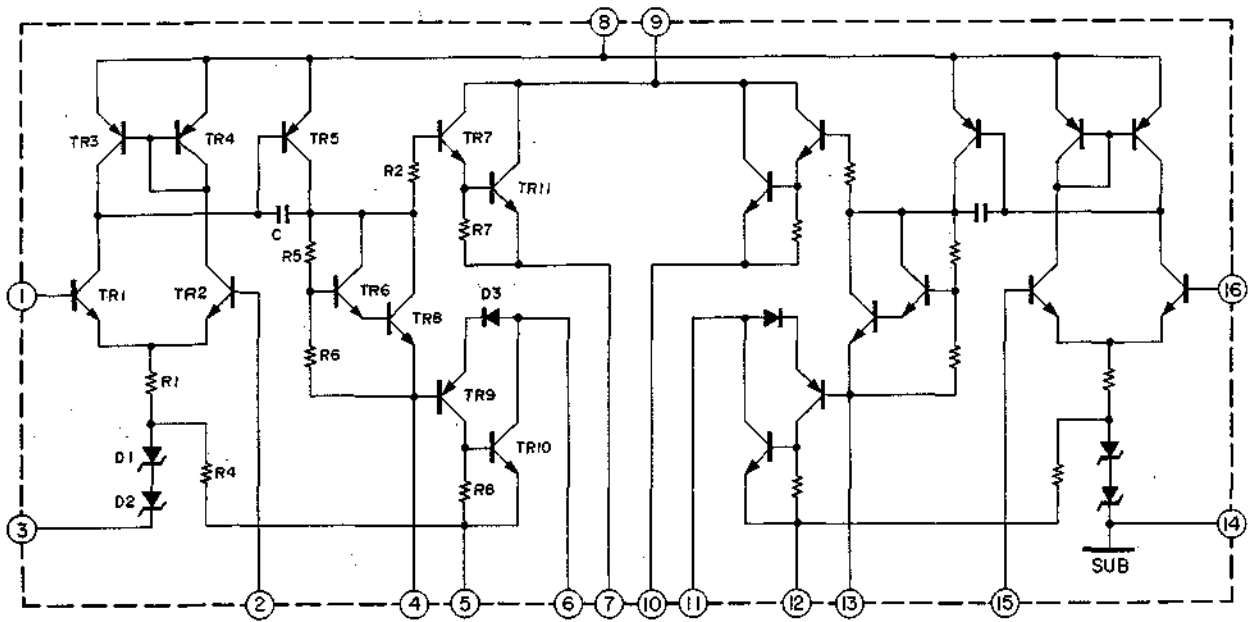 8 9
TR3 TR4 TR5 TR7
R2
TR11
C R5 R7
1 TR1 TR2 TR6 D3 16
TR8
R6
R1 TR9
D1 R4 TR10
D2 R8
3 14
SUB
2 4 5 6 7 10 11 12 13 15